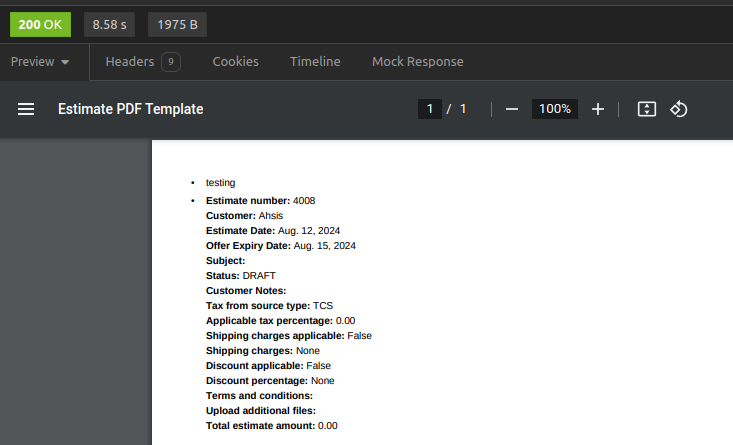 200 OK 8.58 s 1975 B
Preview Headers 9 Cookies Timeline Mock Response
Estimate PDF Template 1 / 1 100%
• testing
• Estimate number: 4008
Customer: Ahsis
Estimate Date: Aug. 12, 2024
Offer Expiry Date: Aug. 15, 2024
Subject:
Status: DRAFT
Customer Notes:
Tax from source type: TCS
Applicable tax percentage: 0.00
Shipping charges applicable: False
Shipping charges: None
Discount applicable: False
Discount percentage: None
Terms and conditions:
Upload additional files:
Total estimate amount: 0.00